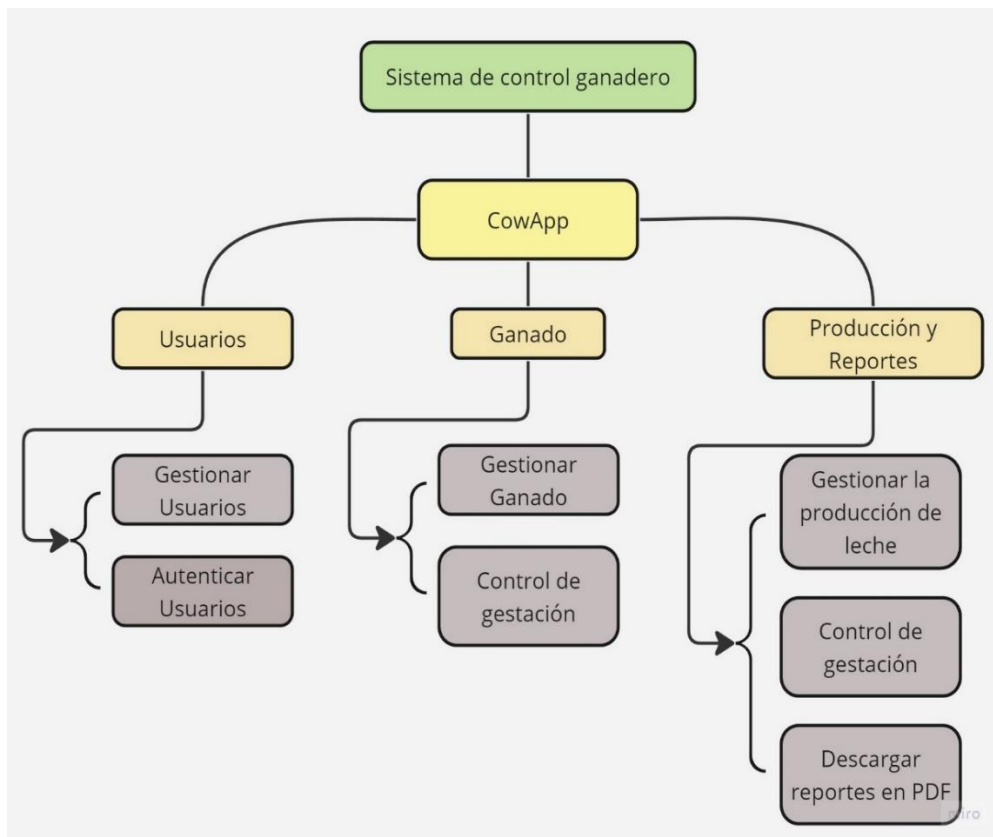 Sistema de control ganadero
CowApp
Usuarios
Ganado
Producción y
Reportes
Gestionar
Usuarios
Autenticar
Usuarios
Gestionar
Ganado
Control de
gestación
Gestionar la
producción de
leche
Control de
gestación
Descargar
reportes en PDF
miro